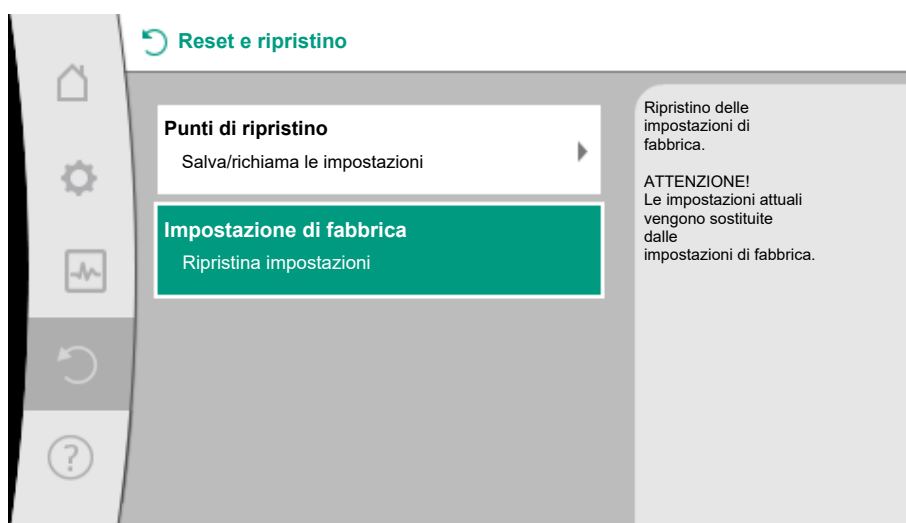 Reset e ripristino
Punti di ripristino
Salva/richiama le impostazioni
Impostazione di fabbrica
Ripristina impostazioni
Ripristino delle
impostazioni di
fabbrica.
ATTENZIONE!
Le impostazioni attuali
vengono sostituite
dalle
impostazioni di fabbrica.
?